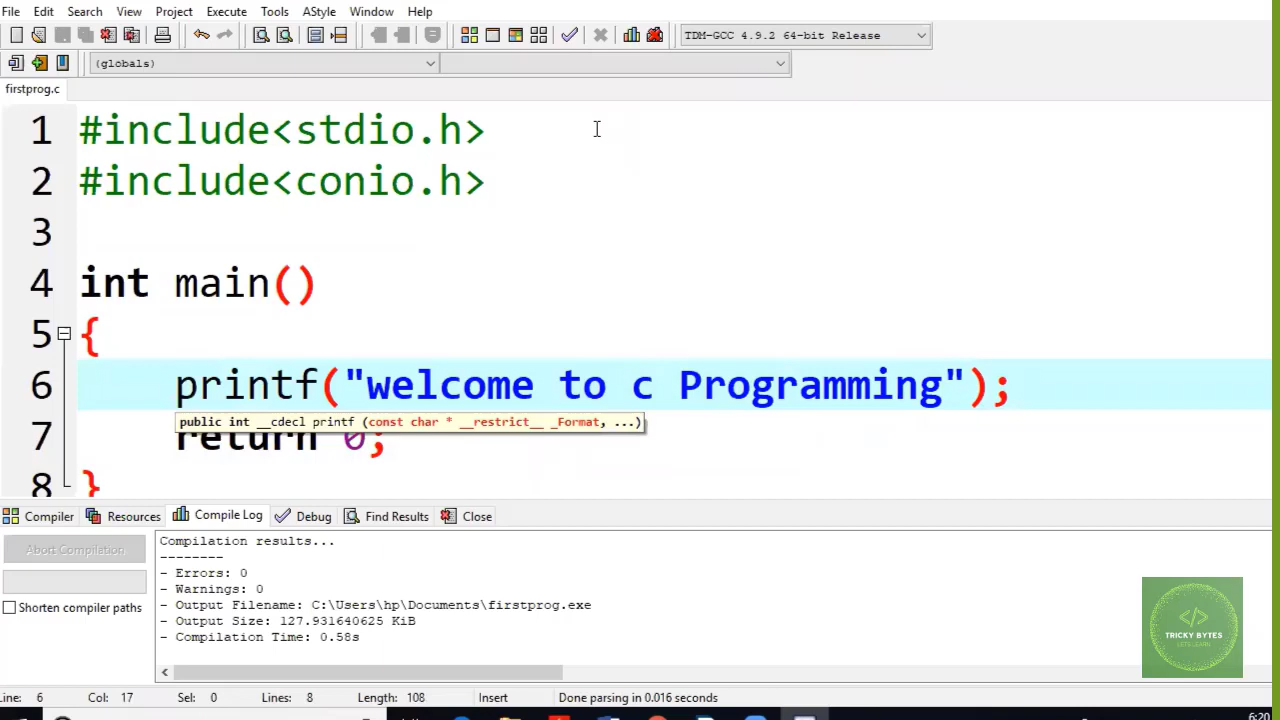 File Edit Search View Project Execute Tools AStyle Window Help
TDM-GCC 4.9.2 64-bit Release
(globals)
firstprog.c
1 #include<stdio.h>
2 #include<conio.h>
3
4 int main()
5 {
6 printf("welcome to c Programming");
public int __cdecl printf (const char * __restrict__ _Format, ...)
7 return 0;
8 }
Compiler Resources Compile Log Debug Find Results Close
Abort Compilation
Shorten compiler paths
Compilation results...
--------
- Errors: 0
- Warnings: 0
- Output Filename: C:\Users\hp\Documents\firstprog.exe
- Output Size: 127.931640625 KiB
- Compilation Time: 0.58s
</>
TRICKY BYTES
LETS LEARN
Line: 6 Col: 17 Sel: 0 Lines: 8 Length: 108 Insert Done parsing in 0.016 seconds
6:20